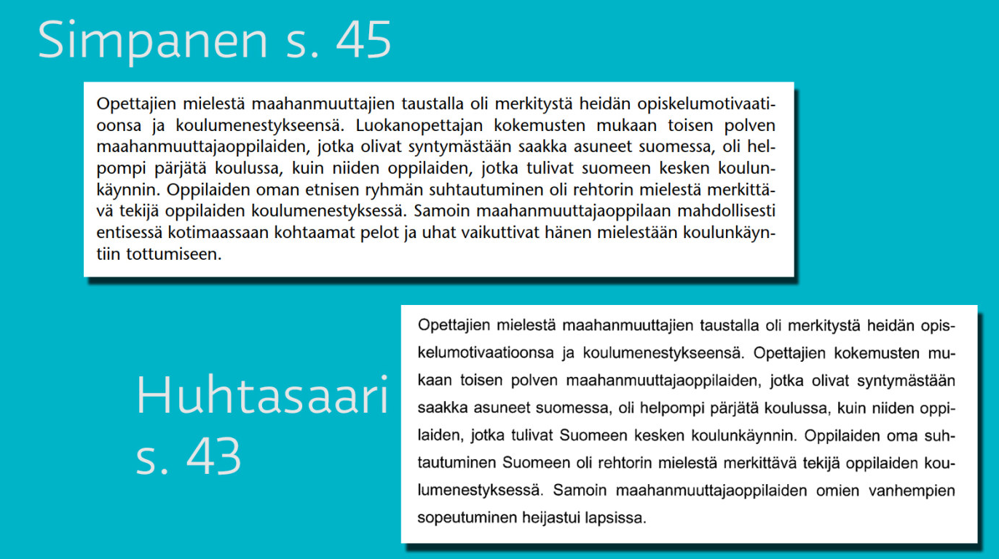 Simpanen s. 45
Opettajien mielestä maahanmuuttajien taustalla oli merkitystä heidän opiskelumotivaati-
oonsa ja koulumenestykseensä. Luokanopettajan kokemusten mukaan toisen polven
maahanmuuttajaoppilaiden, jotka olivat syntymästään saakka asuneet suomessa, oli hel-
pompi pärjätä koulussa, kuin niiden oppilaiden, jotka tulivat suomeen kesken koulun-
käynnin. Oppilaiden oman etnisen ryhmän suhtautuminen oli rehtorin mielestä merkittä-
vä tekijä oppilaiden koulumenestyksessä. Samoin maahanmuuttajaoppilaan mahdollisesti
entisessä kotimaassaan kohtaamat pelot ja uhat vaikuttivat hänen mielestään koulunkäyn-
tiin tottumiseen.
Huhtasaari
s. 43
Opettajien mielestä maahanmuuttajien taustalla oli merkitystä heidän opis-
kelumotivaatioonsa ja koulumenestykseensä. Opettajien kokemusten mu-
kaan toisen polven maahanmuuttajaoppilaiden, jotka olivat syntymästään
saakka asuneet suomessa, oli helpompi pärjätä koulussa, kuin niiden oppi-
laiden, jotka tulivat Suomeen kesken koulunkäynnin. Oppilaiden oma suh-
tautuminen Suomeen oli rehtorin mielestä merkittävä tekijä oppilaiden kou-
lumenestyksessä. Samoin maahanmuuttajaoppilaiden omien vanhempien
sopeutuminen heijastui lapsissa.